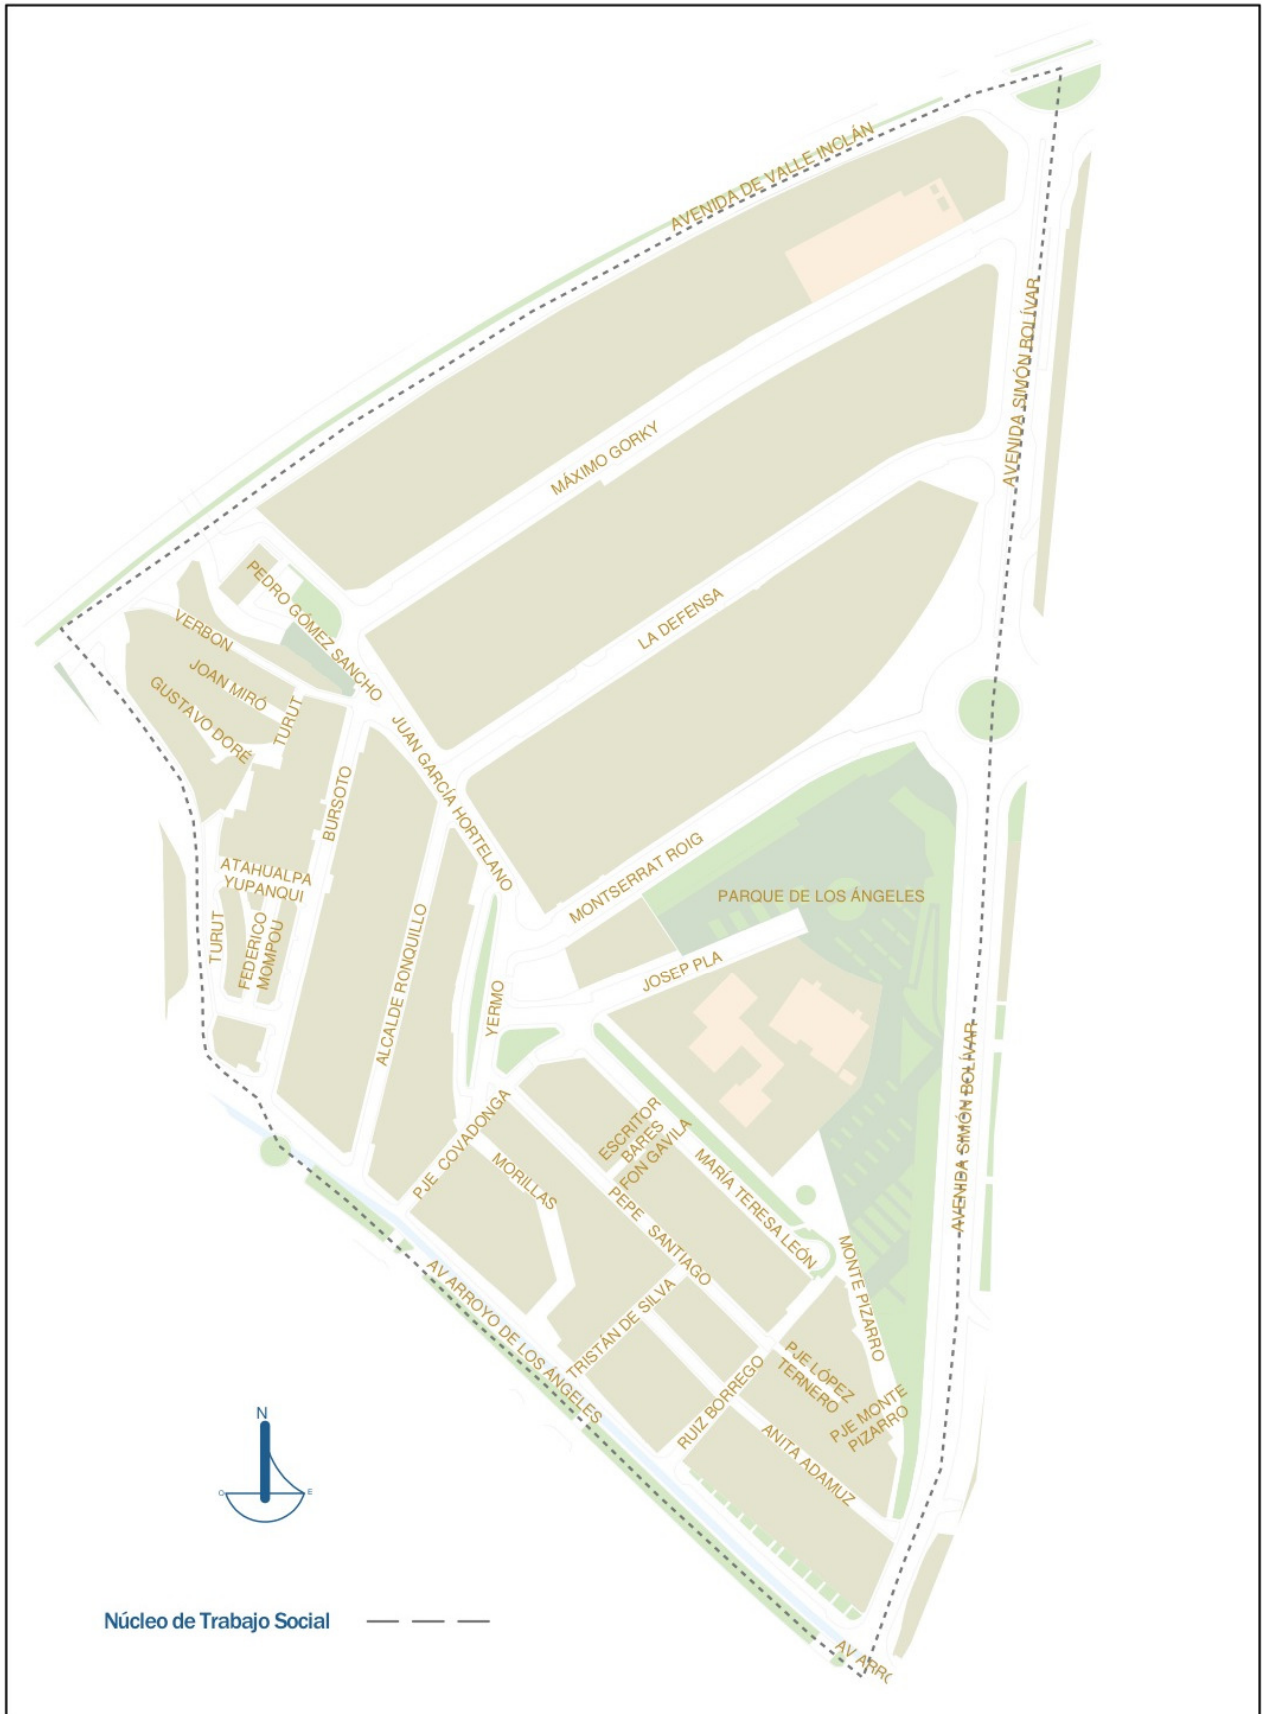 AVENIDA DE VALLE INCLÁN
AVENIDA SIMÓN BOLÍVAR
MÁXIMO GORKY
PEDRO GÓMEZ SANCHO
LA DEFENSA
VERBON
JOAN MIRÓ
GUSTAVO DORÉ
TURUT
JUAN GARCÍA HORTELANO
BURSOTO
MONTSERRAT ROIG
ATAHUALPA
YUPANQUI
PARQUE DE LOS ÁNGELES
TURUT
FEDERICO
MOMPOU
ALCALDE RONQUILLO
YERMO
JOSEP PLA
AVENIDA SIMÓN BOLÍVAR
PJE COVADONGA
MORILLAS
ESCRITOR
BARES
FON GAVILA
MARÍA TERESA LEÓN
PEPE SANTIAGO
MONTE PIZARRO
AV ARROYO DE LOS ÁNGELES
TRISTÁN DE SILVA
RUIZ BORREGO
PJE LÓPEZ
TERNERO
PJE MONTE
PIZARRO
ANITA ADAMUZ
N
O
E
Núcleo de Trabajo Social
AV ARRO